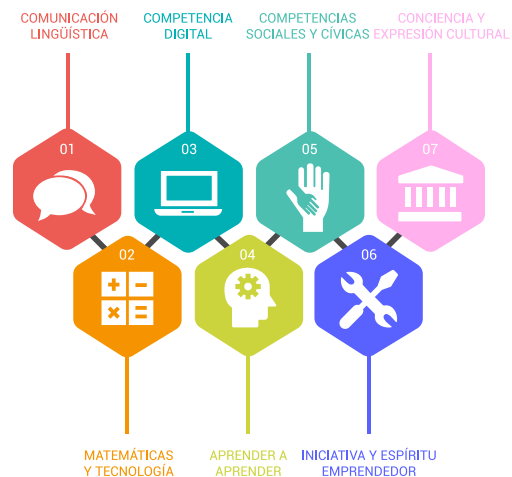 COMUNICACIÓN
LINGÜÍSTICA
COMPETENCIA
DIGITAL
COMPETENCIAS
SOCIALES Y CÍVICAS
CONCIENCIA Y
EXPRESIÓN CULTURAL
01
03
05
07
02
04
06
MATEMÁTICAS
Y TECNOLOGÍA
APRENDER A
APRENDER
INICIATIVA Y ESPÍRITU
EMPRENDEDOR